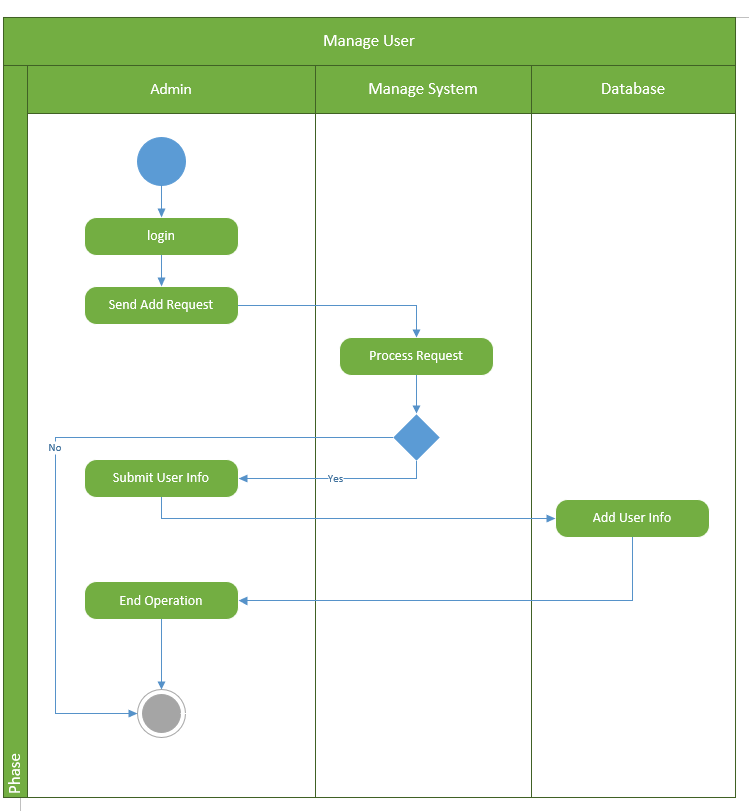 Manage User
Admin
Manage System
Database
login
Send Add Request
Process Request
No
Submit User Info
Yes
Add User Info
End Operation
Phase